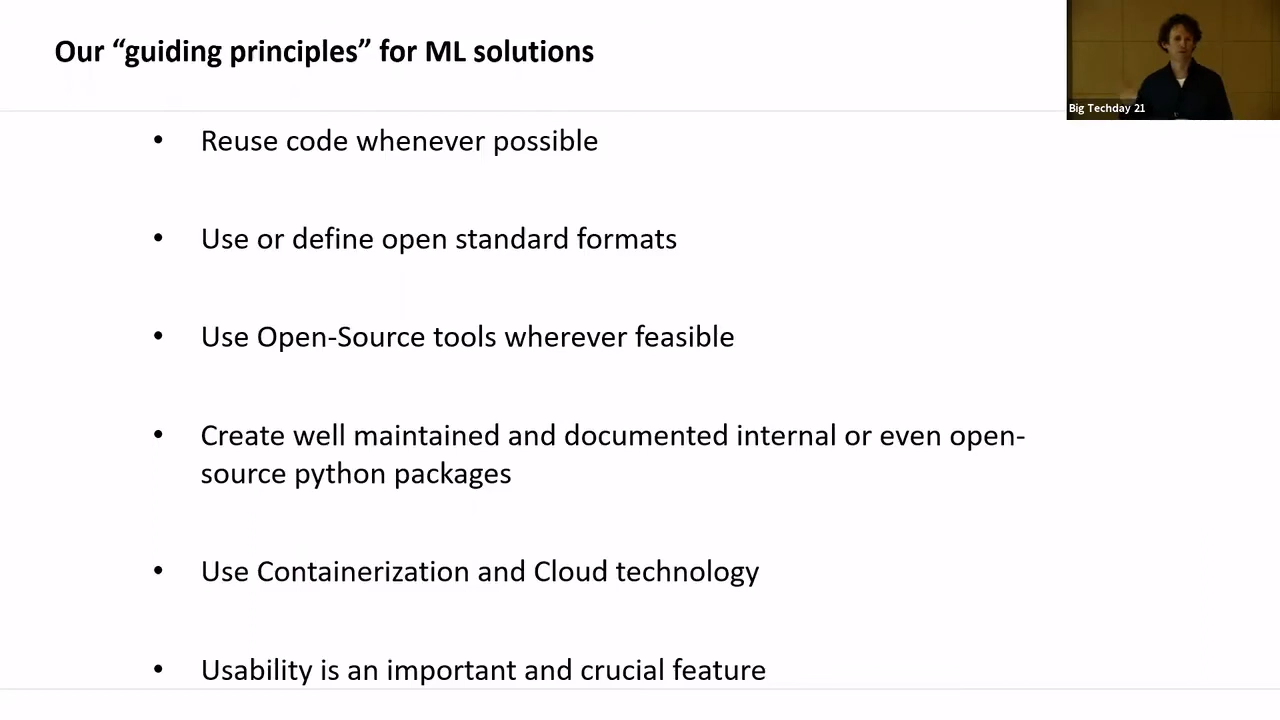 Our “guiding principles” for ML solutions
Big Techday 21
• Reuse code whenever possible
• Use or define open standard formats
• Use Open-Source tools wherever feasible
• Create well maintained and documented internal or even open-
source python packages
• Use Containerization and Cloud technology
• Usability is an important and crucial feature